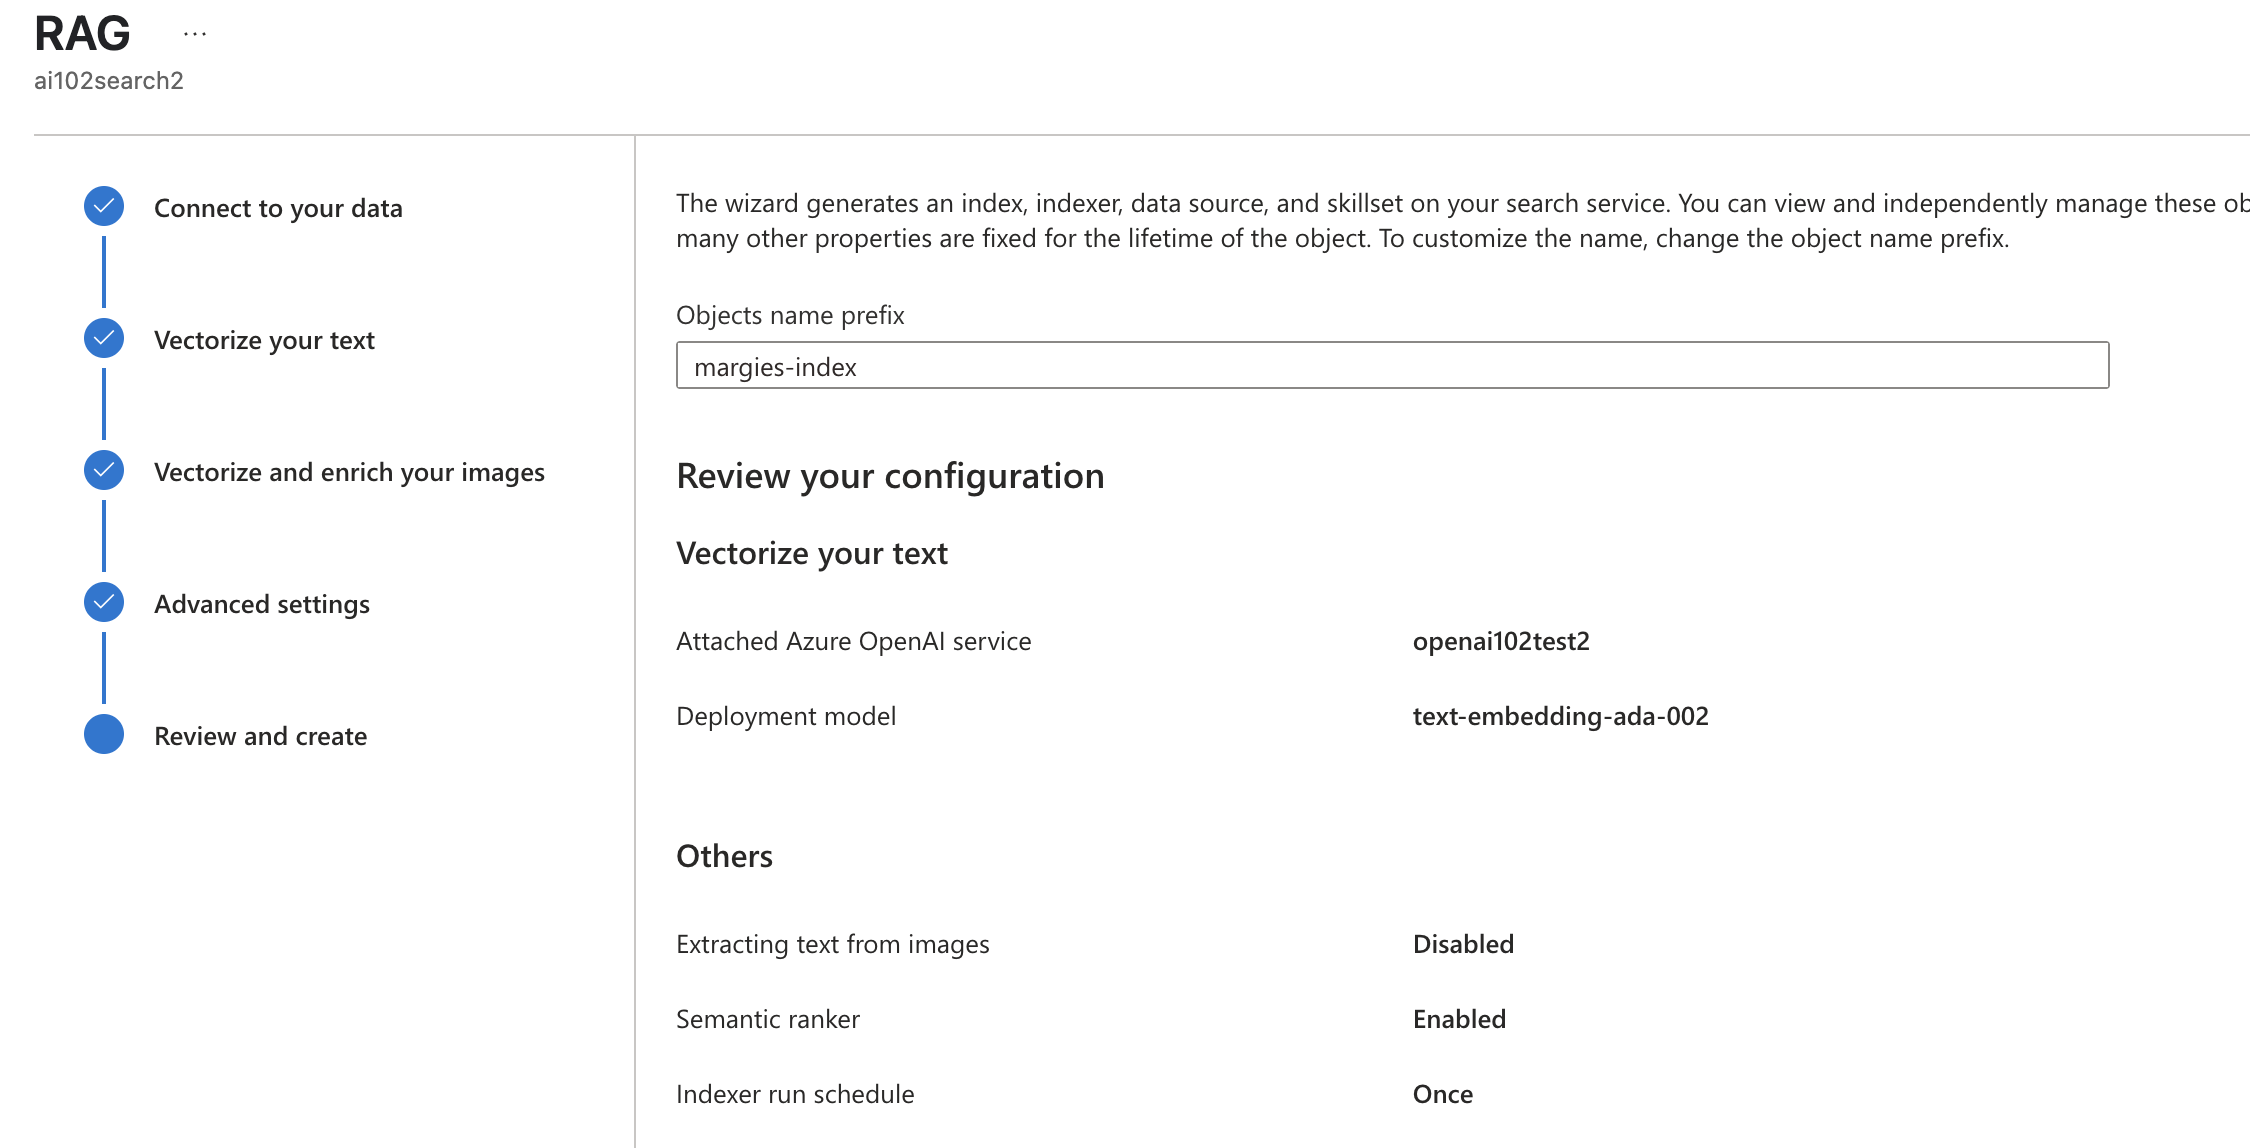 RAG ...
ai102search2
Connect to your data
Vectorize your text
Vectorize and enrich your images
Advanced settings
Review and create
The wizard generates an index, indexer, data source, and skillset on your search service. You can view and independently manage these
many other properties are fixed for the lifetime of the object. To customize the name, change the object name prefix.
Objects name prefix
margies-index
Review your configuration
Vectorize your text
Attached Azure OpenAI service openai102test2
Deployment model text-embedding-ada-002
Others
Extracting text from images Disabled
Semantic ranker Enabled
Indexer run schedule Once